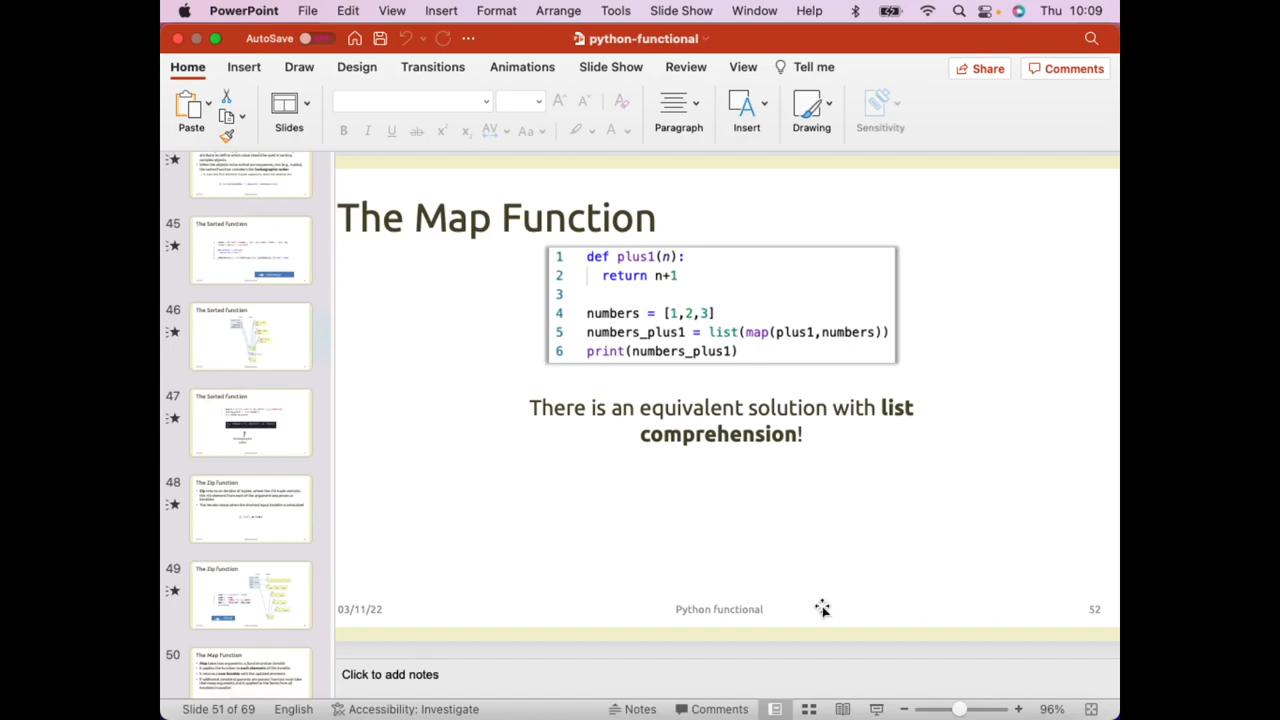 PowerPoint File Edit View Insert Format Arrange Tools Slide Show Window Help Thu 10:09
AutoSave python-functional
Home Insert Draw Design Transitions Animations Slide Show Review View Tell me Share Comments
Paste Slides Paragraph Insert Drawing Sensitivity
45 The Sorted Function
46 The Sorted Function
47 The Sorted Function
48 The Zip Function
49 The Zip Function
50 The Map Function
The Map Function
1 def plus1(n):
2 return n+1
3
4 numbers = [1,2,3]
5 numbers_plus1 = list(map(plus1,numbers))
6 print(numbers_plus1)
There is an equivalent solution with list
comprehension!
03/11/22 Python functional 52
Click to add notes
Slide 51 of 69 English Accessibility: Investigate Notes Comments 96%